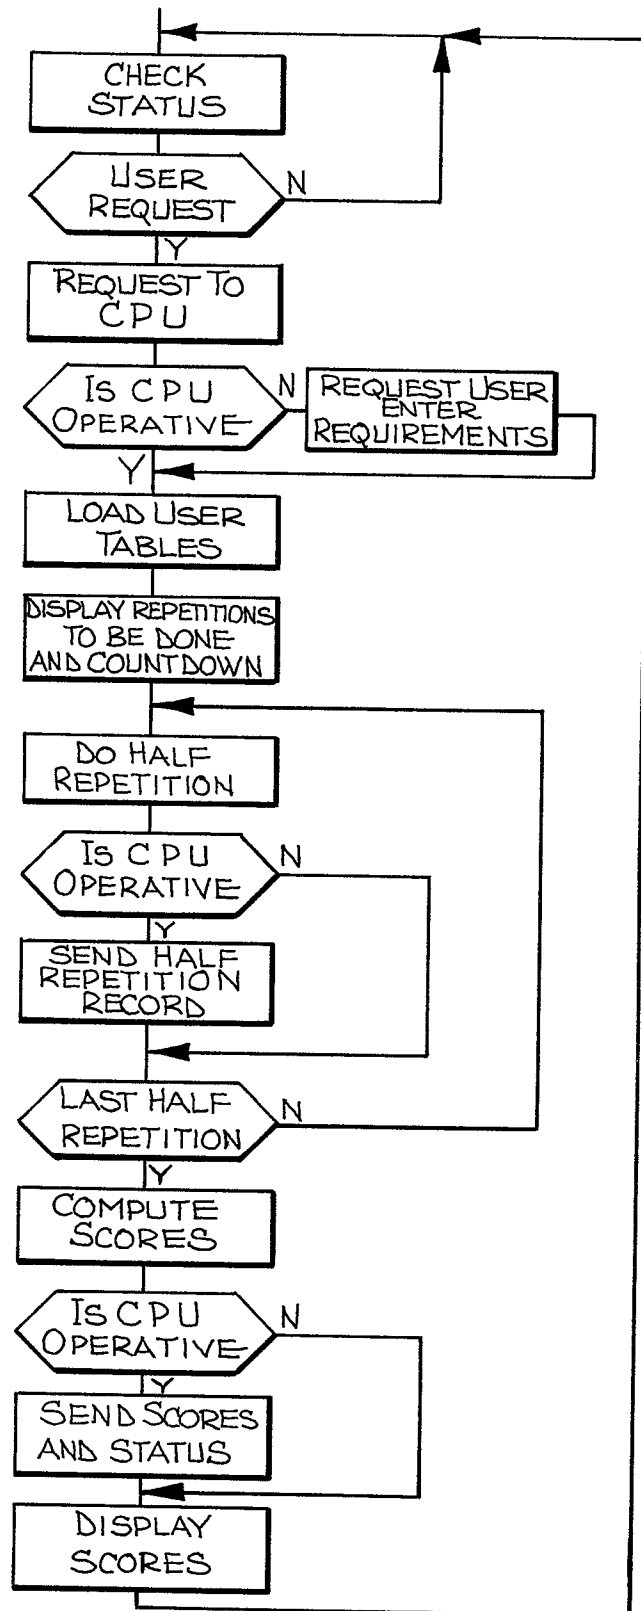 CHECK
STATUS
USER
REQUEST
N
Y
REQUEST TO
CPU
IS CPU
OPERATIVE
N
REQUEST USER
ENTER
REQUIREMENTS
Y
LOAD USER
TABLES
DISPLAY REPETITIONS
TO BE DONE
AND COUNTDOWN
DO HALF
REPETITION
IS CPU
OPERATIVE
N
Y
SEND HALF
REPETITION
RECORD
LAST HALF
REPETITION
N
Y
COMPUTE
SCORES
IS CPU
OPERATIVE
N
Y
SEND SCORES
AND STATUS
DISPLAY
SCORES